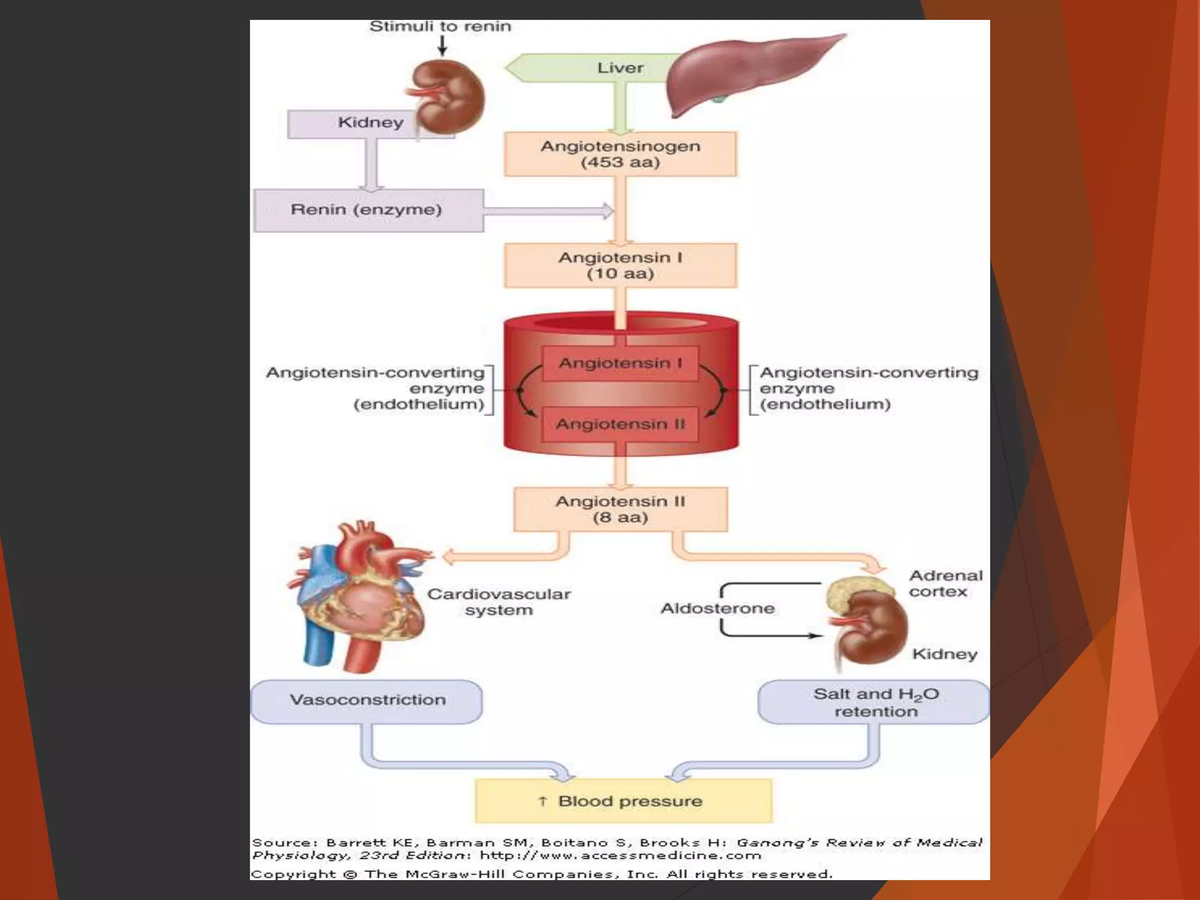 Stimuli to renin
Liver
Kidney
Angiotensinogen
(453 aa)
Renin (enzyme)
Angiotensin I
(10 aa)
Angiotensin I
Angiotensin-converting
enzyme
(endothelium)
Angiotensin-converting
enzyme
(endothelium)
Angiotensin II
Angiotensin II
(8 aa)
Cardiovascular
system
Aldosterone
Adrenal
cortex
Kidney
Vasoconstriction
Salt and H₂O
retention
↑ Blood pressure
Source: Barrett KE, Barman SM, Boitano S, Brooks H: Ganong's Review of Medical
Physiology, 23rd Edition: http://www.accessmedicine.com
Copyright © The McGraw-Hill Companies, Inc. All rights reserved.